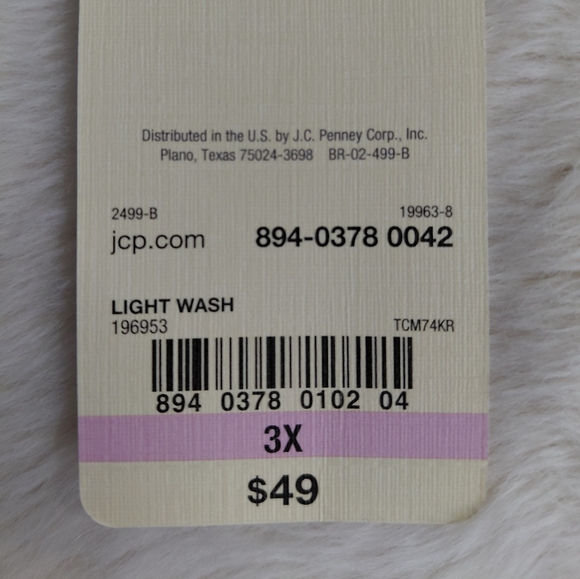 Distributed in the U.S. by J.C. Penney Corp., Inc.
Plano, Texas 75024-3698 BR-02-499-B
2499-B 19963-8
jcp.com 894-0378 0042
LIGHT WASH
196953 TCM74KR
894 0378 0102 04
3X
$49